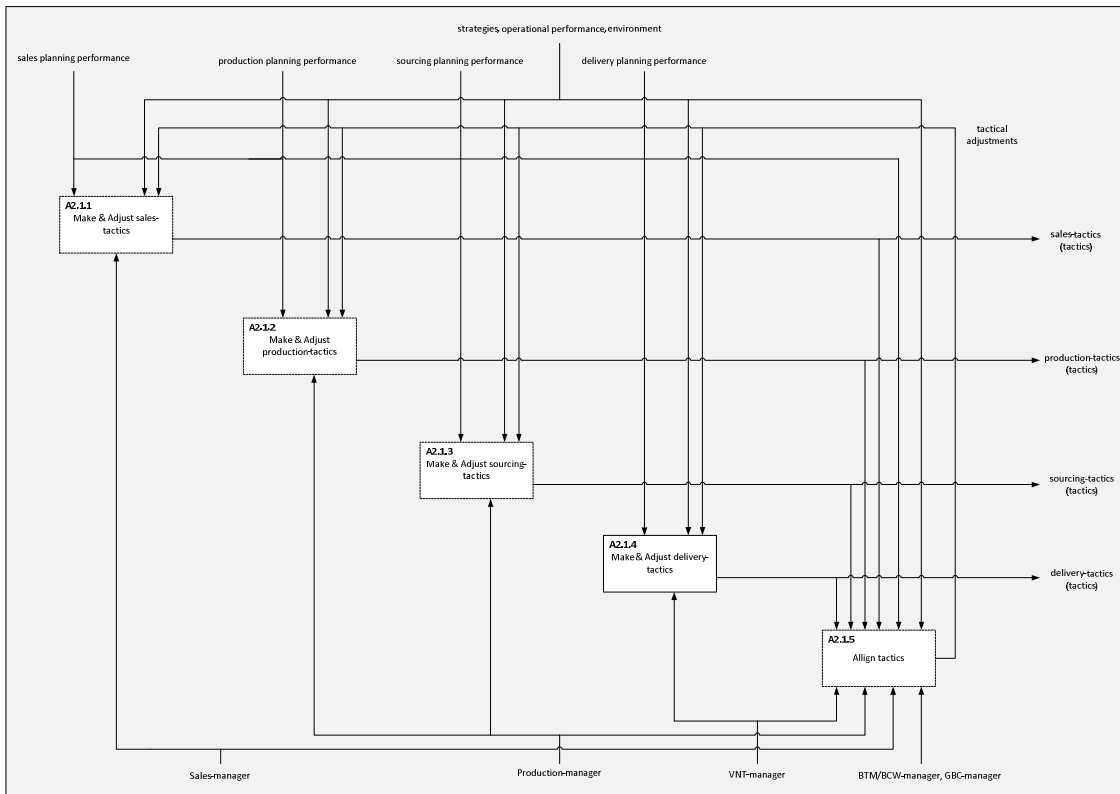 strategies, operational performance, environment
sales planning performance
production planning performance
sourcing planning performance
delivery planning performance
tactical
adjustments
A2.1.1
Make & Adjust sales-
tactics
sales-tactics
(tactics)
A2.1.2
Make & Adjust
production-tactics
production-tactics
(tactics)
A2.1.3
Make & Adjust sourcing-
tactics
sourcing-tactics
(tactics)
A2.1.4
Make & Adjust delivery-
tactics
delivery-tactics
(tactics)
A2.1.5
Allign tactics
Sales-manager
Production-manager
VNT-manager
BTM/BCW-manager, GBC-manager